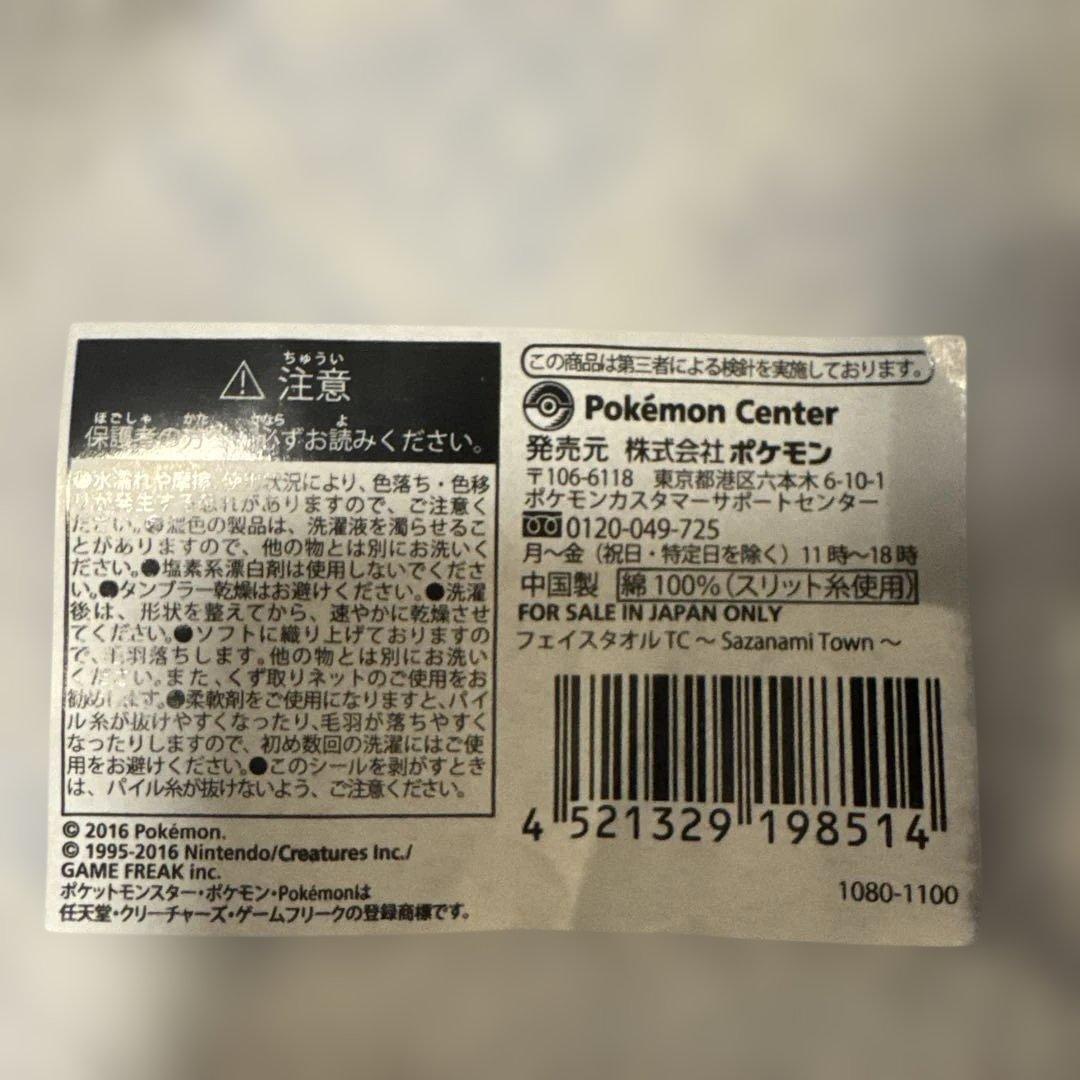 ちゅうい
注意
ほごしゃ かた かなら よ
保護者の方は必ずお読みください。
●水濡れや摩擦、使用状況により、色落ち・色移
りが発生する恐れがありますので、ご注意く
ださい。●濃色の製品は、洗濯液を濁らせるこ
とがありますので、他の物とは別にお洗いく
ださい。●塩素系漂白剤は使用しないでくださ
い。●タンブラー乾燥はお避けください。●洗濯
後は、形状を整えてから、速やかに乾燥させ
てください。●ソフトに織り上げておりますの
で、毛羽落ちします。他の物とは別にお洗い
ください。また、くず取りネットのご使用をお
勧めします。●柔軟剤をご使用になりますと、パイ
ル糸が抜けやすくなったり、毛羽が落ちやすく
なったりしますので、初め数回の洗濯にはご使
用をお避けください。●このシールを剥がすとき
は、パイル糸が抜けないよう、ご注意ください。
© 2016 Pokémon.
© 1995-2016 Nintendo/Creatures Inc./
GAME FREAK inc.
ポケットモンスター・ポケモン・Pokémonは
任天堂・クリーチャーズ・ゲームフリークの登録商標です。
この商品は第三者による検針を実施しております。
Pokémon Center
発売元 株式会社ポケモン
〒106-6118 東京都港区六本木 6-10-1
ポケモンカスタマーサポートセンター
0120-049-725
月〜金（祝日・特定日を除く）11時〜18時
中国製 綿 100%（スリット糸使用）
FOR SALE IN JAPAN ONLY
フェイスタオル TC 〜 Sazanami Town 〜
4 521329 198514
1080-1100